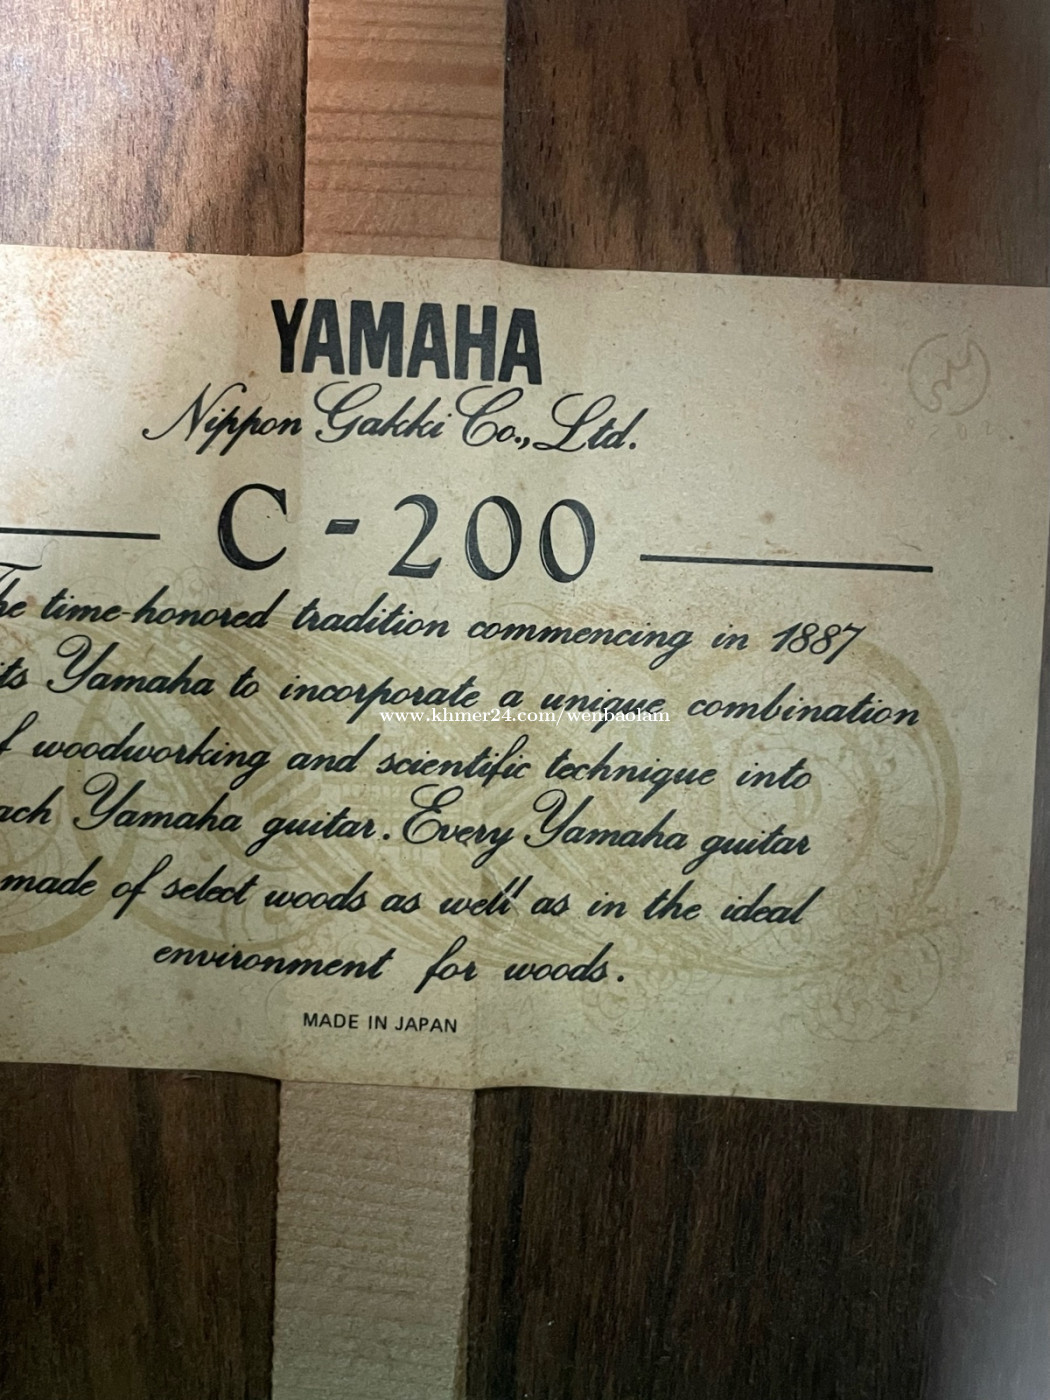 YAMAHA
Nippon Gakki Co., Ltd.
C-200
The time-honored tradition commencing in 1887
its Yamaha to incorporate a unique combination
www.khmer24.com/wenbaolam
f woodworking and scientific technique into
ach Yamaha guitar. Every Yamaha guitar
made of select woods as well as in the ideal
environment for woods.
MADE IN JAPAN